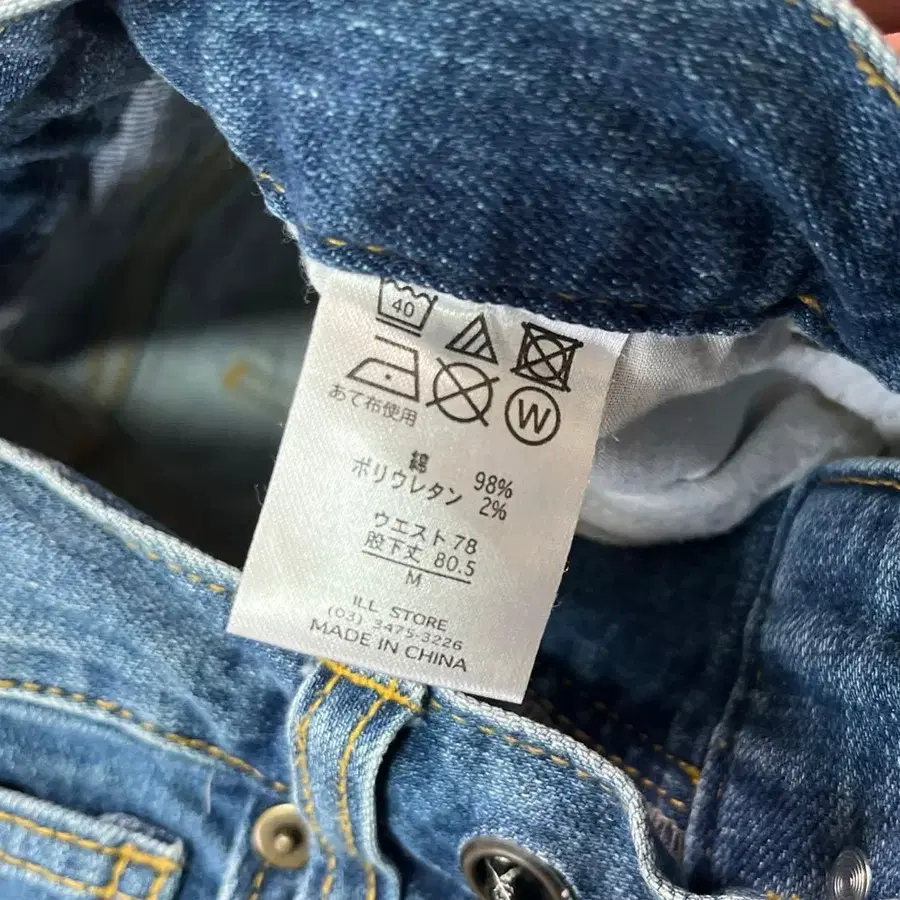 40
W
あて布使用
綿 98%
ポリウレタン 2%
ウエスト 78
股下丈 80.5
M
ILL STORE
(03) 3475-3226
MADE IN CHINA